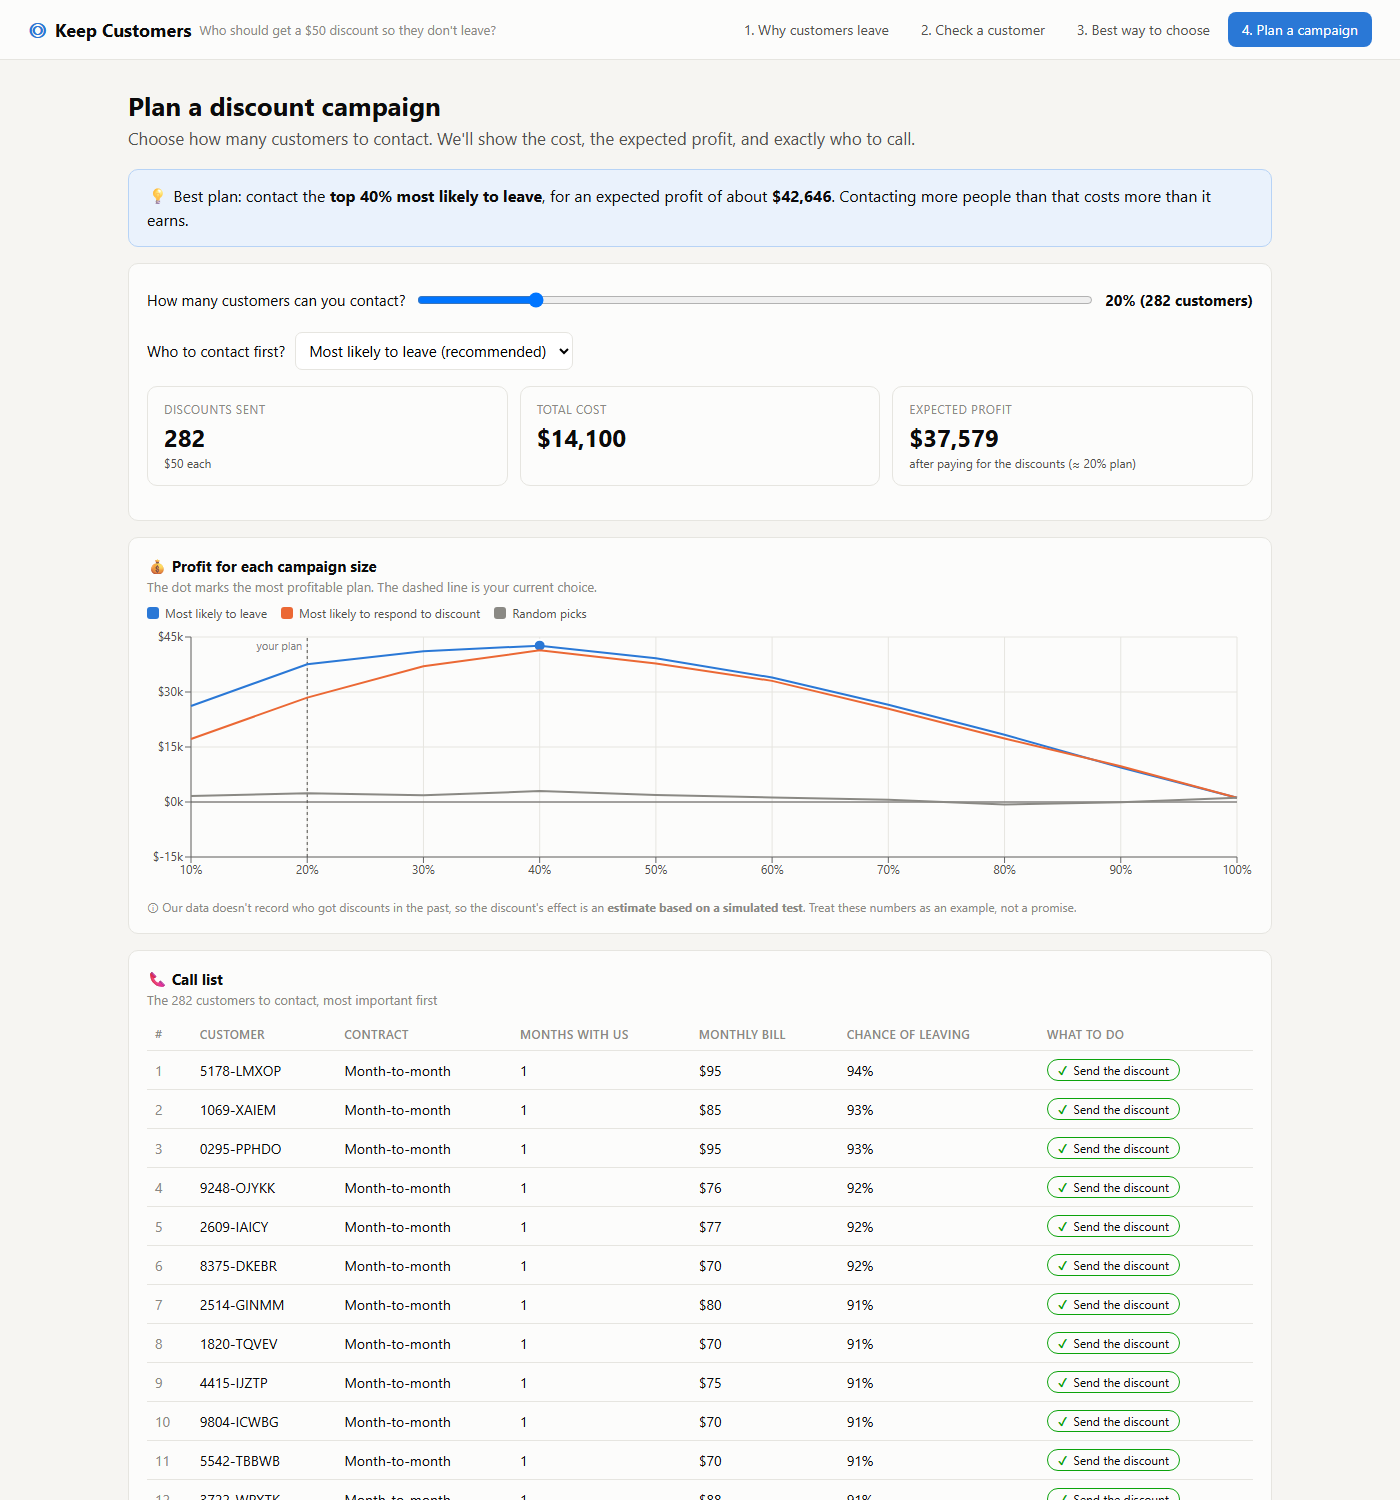 Keep Customers Who should get a $50 discount so they don't leave? 1. Why customers leave 2. Check a customer 3. Best way to choose 4. Plan a campaign
Plan a discount campaign
Choose how many customers to contact. We'll show the cost, the expected profit, and exactly who to call.
💡 Best plan: contact the top 40% most likely to leave, for an expected profit of about $42,646. Contacting more people than that costs more than it
earns.
How many customers can you contact? 20% (282 customers)
Who to contact first? Most likely to leave (recommended)
DISCOUNTS SENT TOTAL COST EXPECTED PROFIT
282 $14,100 $37,579
$50 each after paying for the discounts (≈ 20% plan)
💰 Profit for each campaign size
The dot marks the most profitable plan. The dashed line is your current choice.
Most likely to leave Most likely to respond to discount Random picks
$45k
your plan
$30k
$15k
$0k
$-15k
10% 20% 30% 40% 50% 60% 70% 80% 90% 100%
ⓘ Our data doesn't record who got discounts in the past, so the discount's effect is an estimate based on a simulated test. Treat these numbers as an example, not a promise.
📞 Call list
The 282 customers to contact, most important first
# CUSTOMER CONTRACT MONTHS WITH US MONTHLY BILL CHANCE OF LEAVING WHAT TO DO
1 5178-LMXOP Month-to-month 1 $95 94% ✓ Send the discount
2 1069-XAIEM Month-to-month 1 $85 93% ✓ Send the discount
3 0295-PPHDO Month-to-month 1 $95 93% ✓ Send the discount
4 9248-OJYKK Month-to-month 1 $76 92% ✓ Send the discount
5 2609-IAICY Month-to-month 1 $77 92% ✓ Send the discount
6 8375-DKEBR Month-to-month 1 $70 92% ✓ Send the discount
7 2514-GINMM Month-to-month 1 $80 91% ✓ Send the discount
8 1820-TQVEV Month-to-month 1 $70 91% ✓ Send the discount
9 4415-IJZTP Month-to-month 1 $75 91% ✓ Send the discount
10 9804-ICWBG Month-to-month 1 $70 91% ✓ Send the discount
11 5542-TBBWB Month-to-month 1 $70 91% ✓ Send the discount
12 Month-to-month 1 $88 91% ✓ Send the discount